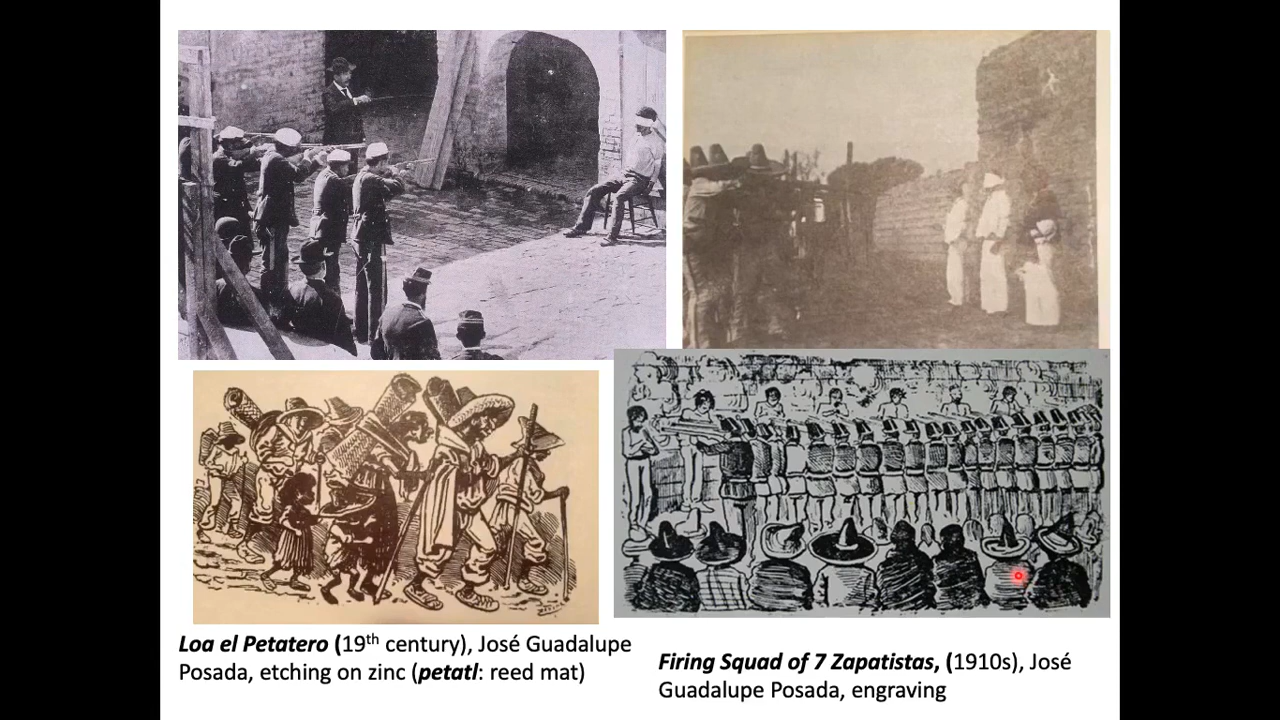 Loa el Petatero (19th century), José Guadalupe
Posada, etching on zinc (petatl: reed mat)
Firing Squad of 7 Zapatistas, (1910s), José
Guadalupe Posada, engraving